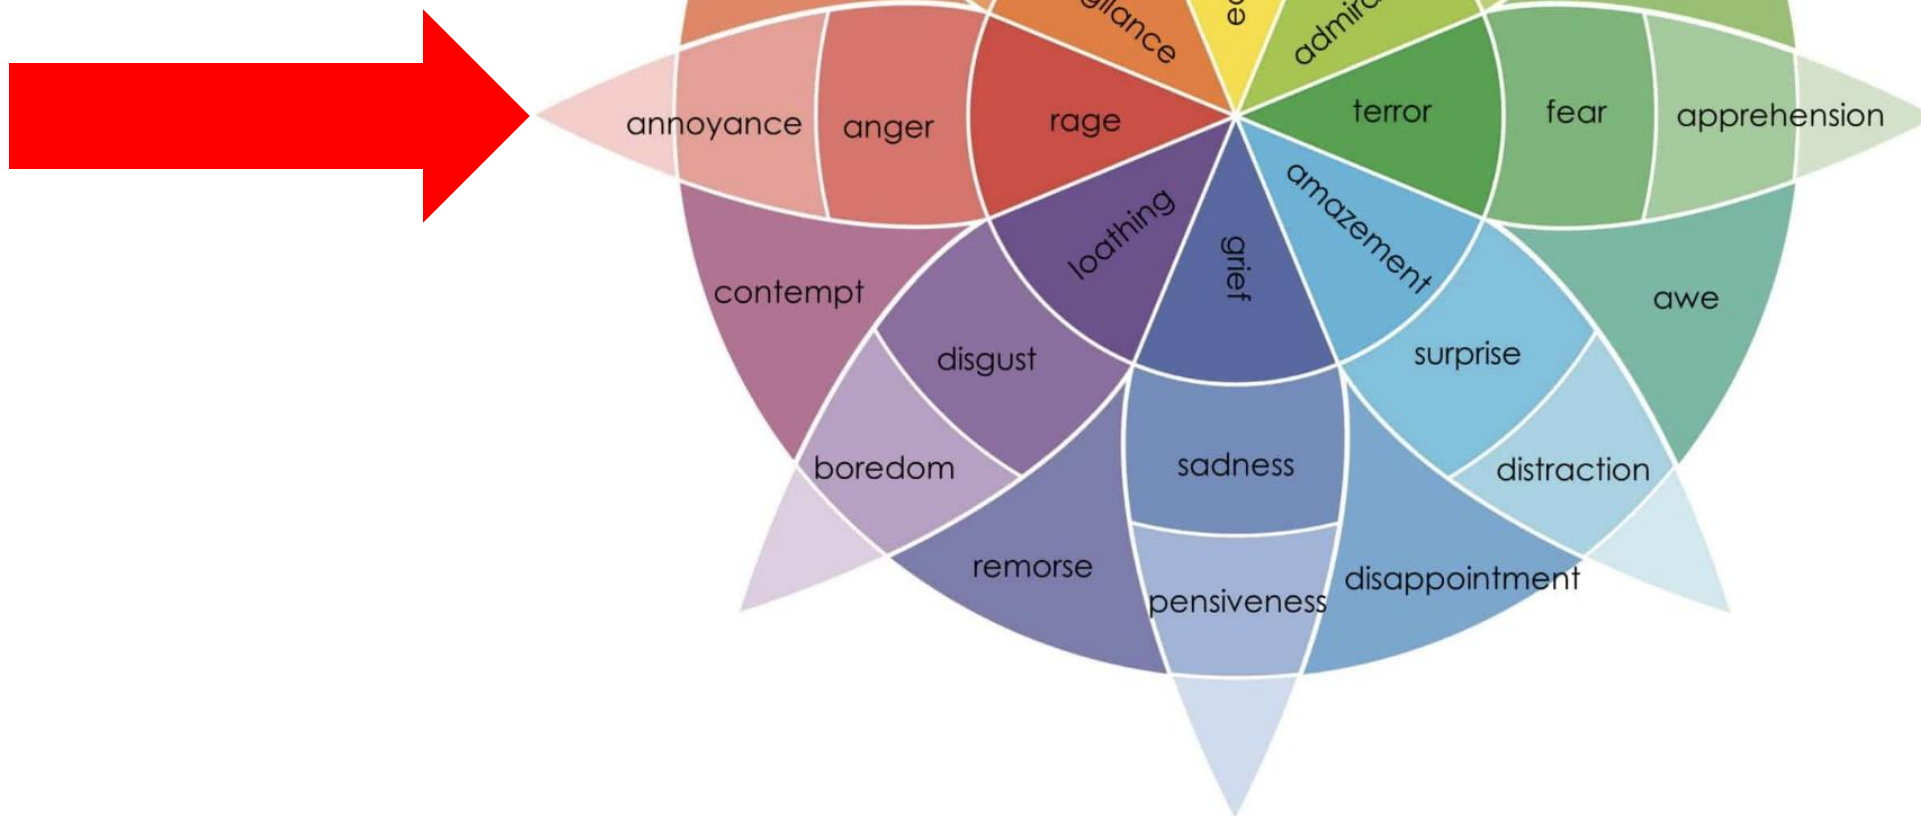 annoyance
anger
rage
terror
fear
apprehension
loathing
grief
amazement
contempt
awe
disgust
surprise
boredom
sadness
distraction
remorse
pensiveness
disappointment